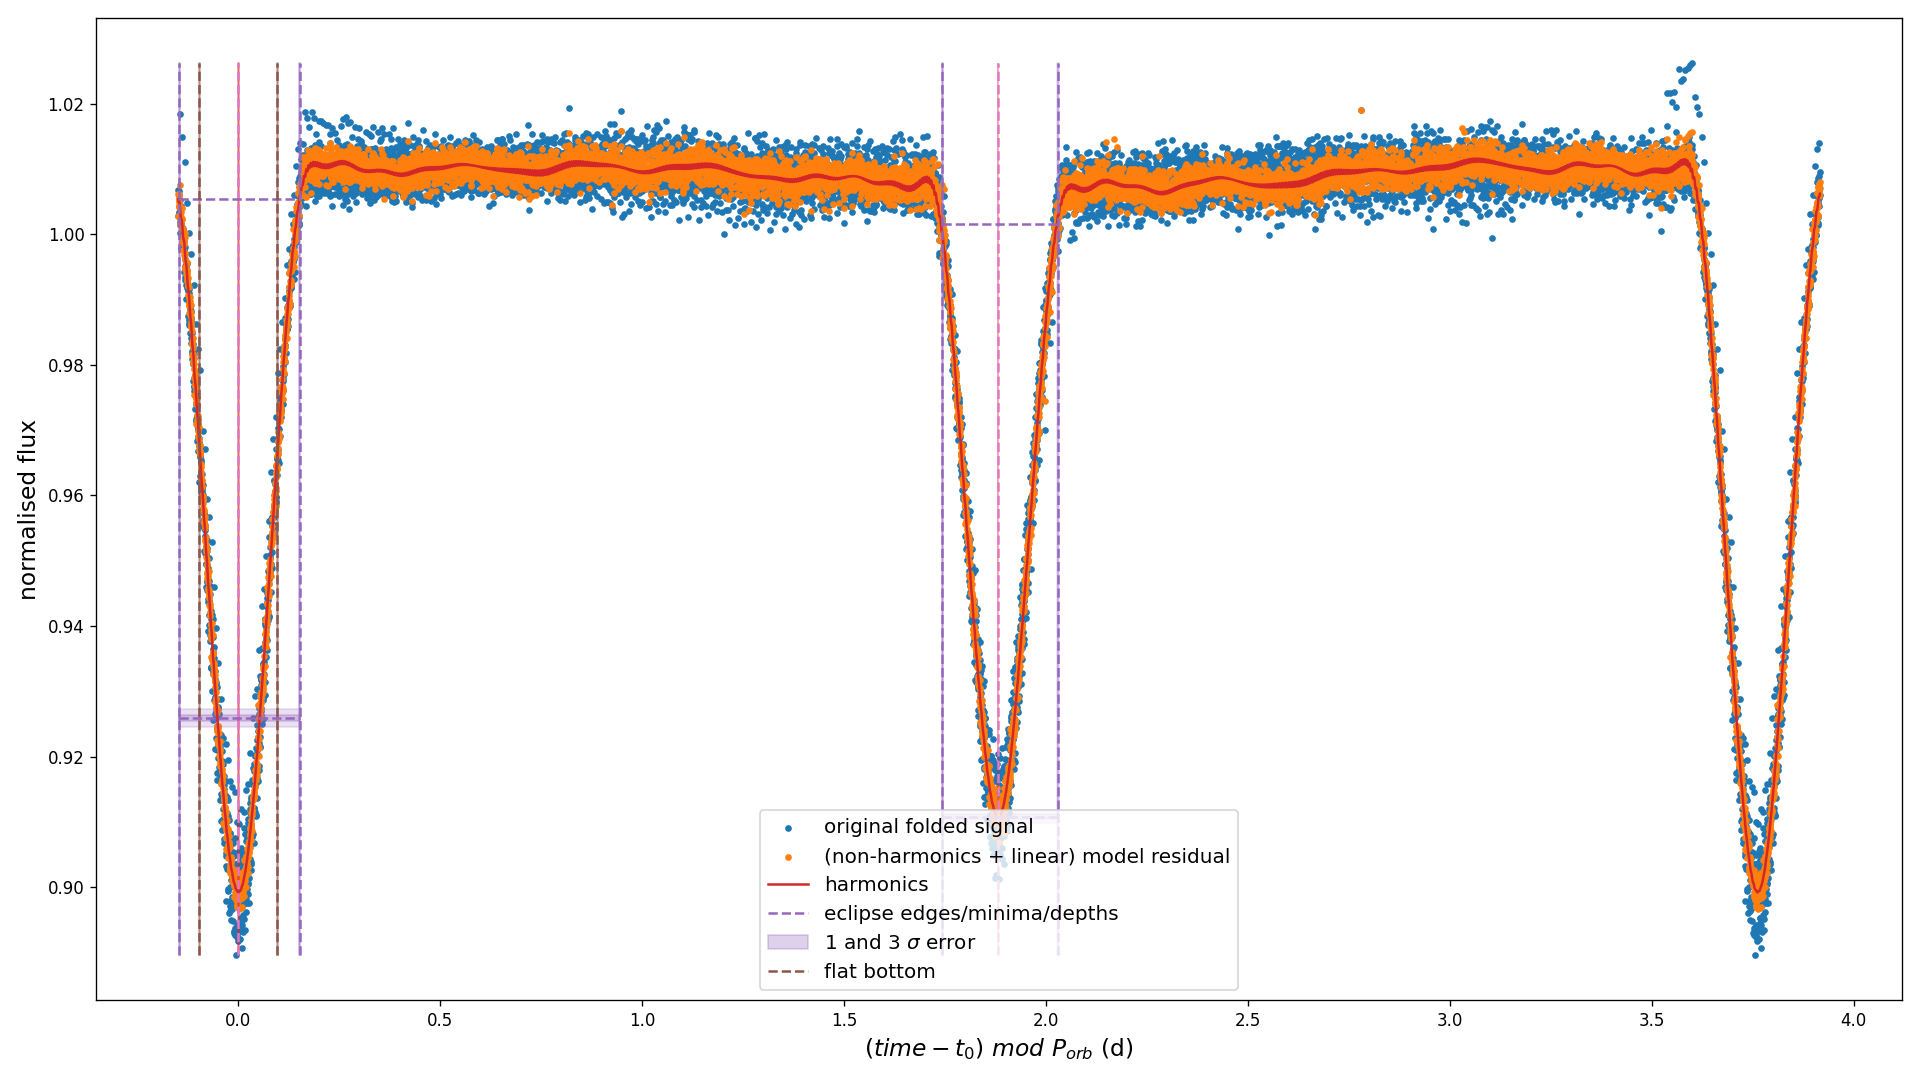 normalised flux
1.02
1.00
0.98
0.96
0.94
0.92
0.90
original folded signal
(non-harmonics + linear) model residual
harmonics
eclipse edges/minima/depths
1 and 3 σ error
flat bottom
0.0 0.5 1.0 1.5 2.0 2.5 3.0 3.5 4.0
(time − t₀) mod P_orb (d)